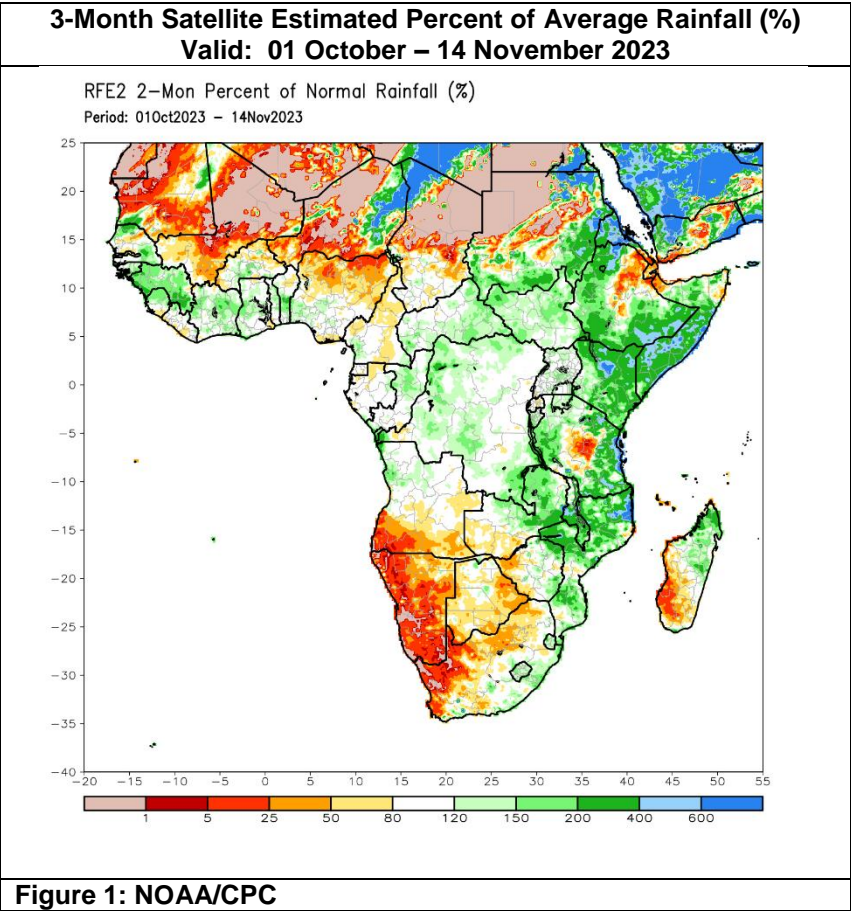 3-Month Satellite Estimated Percent of Average Rainfall (%)
Valid: 01 October – 14 November 2023
RFE2 2-Mon Percent of Normal Rainfall (%)
Period: 01Oct2023 - 14Nov2023
25
20
15
10
5
0
-5
-10
-15
-20
-25
-30
-35
-40
-20 -15 -10 -5 0 5 10 15 20 25 30 35 40 45 50 55
1 5 25 50 80 120 150 200 400 600
Figure 1: NOAA/CPC